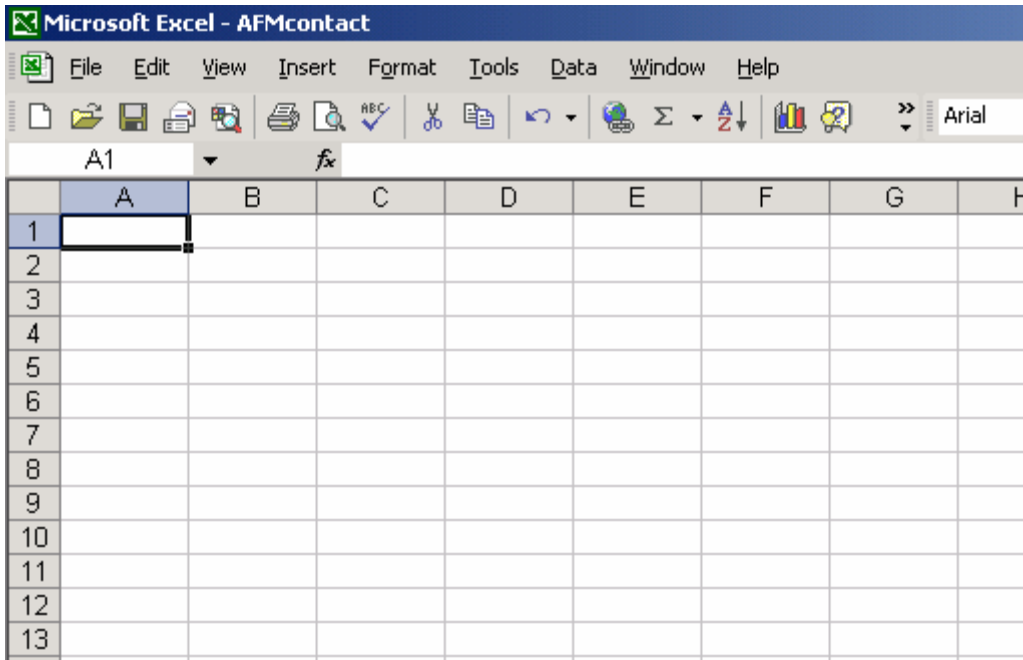 Microsoft Excel - AFMcontact
File Edit View Insert Format Tools Data Window Help
ABC Σ A Z Arial
A1 fx
A B C D E F G H
1
2
3
4
5
6
7
8
9
10
11
12
13